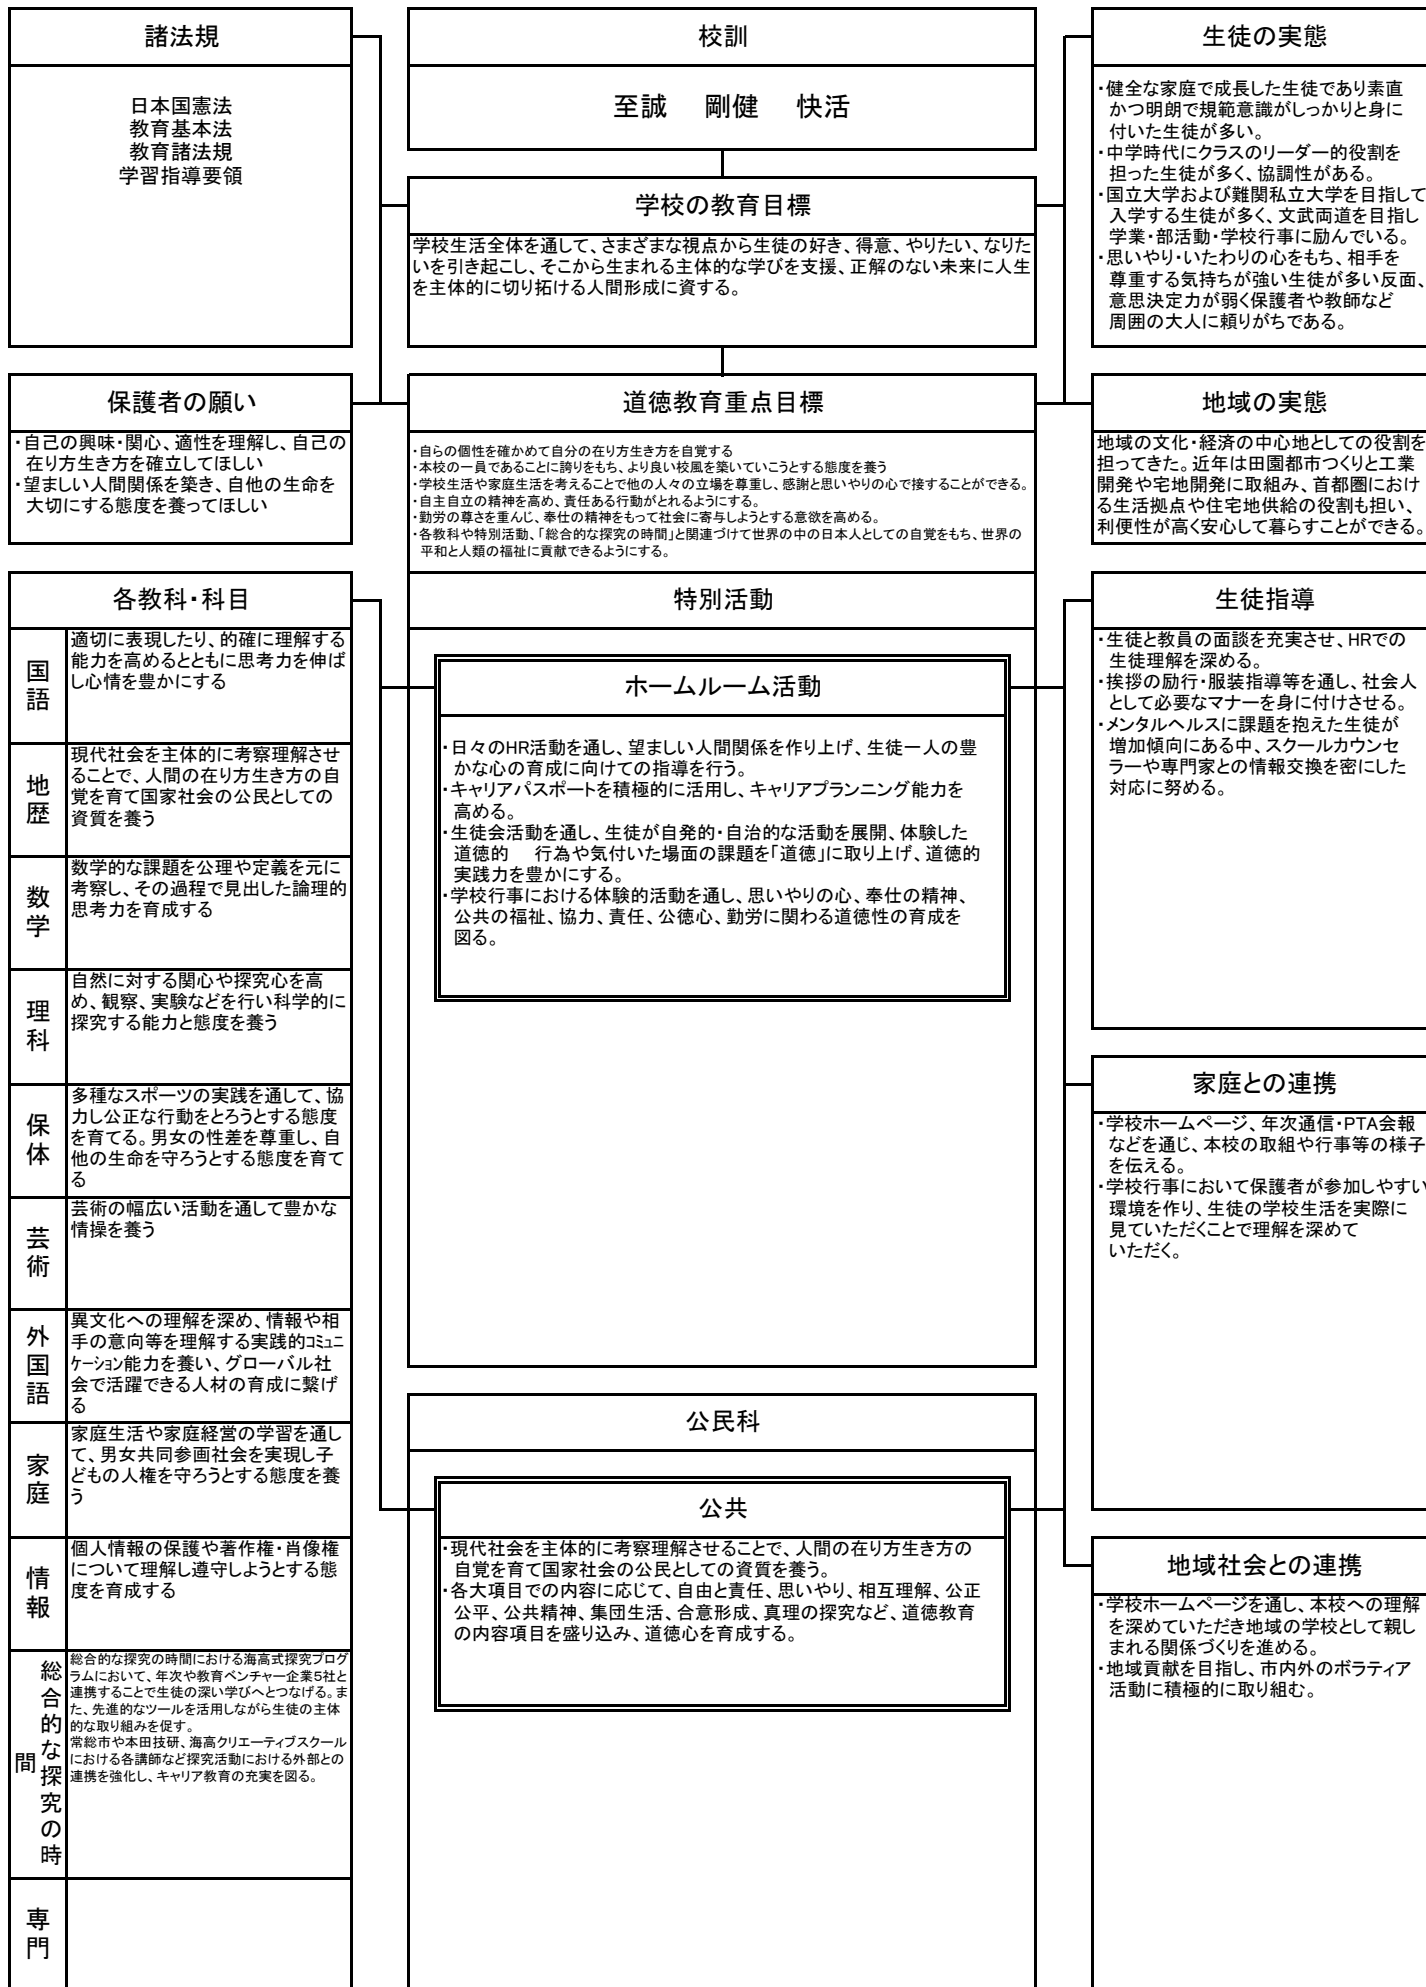 諸法規
日本国憲法
教育基本法
教育諸法規
学習指導要領
校訓
至誠　剛健　快活
学校の教育目標
学校生活全体を通して、さまざまな視点から生徒の好き、得意、やりたい、なりた
いを引き起こし、そこから生まれる主体的な学びを支援、正解のない未来に人生
を主体的に切り拓ける人間形成に資する。
生徒の実態
・健全な家庭で成長した生徒であり素直
かつ明朗で規範意識がしっかりと身に
付いた生徒が多い。
・中学時代にクラスのリーダー的役割を
担った生徒が多く、協調性がある。
・国立大学および難関私立大学を目指して
入学する生徒が多く、文武両道を目指し
学業・部活動・学校行事に励んでいる。
・思いやり・いたわりの心をもち、相手を
尊重する気持ちが強い生徒が多い反面、
意思決定力が弱く保護者や教師など
周囲の大人に頼りがちである。
保護者の願い
・自己の興味・関心、適性を理解し、自己の
在り方生き方を確立してほしい
・望ましい人間関係を築き、自他の生命を
大切にする態度を養ってほしい
道徳教育重点目標
・自らの個性を確かめて自分の在り方生き方を自覚する
・本校の一員であることに誇りをもち、より良い校風を築いていこうとする態度を養う
・学校生活や家庭生活を考えることで他の人々の立場を尊重し、感謝と思いやりの心で接することができる。
・自主自立の精神を高め、責任ある行動がとれるようにする。
・勤労の尊さを重んじ、奉仕の精神をもって社会に寄与しようとする意欲を高める。
・各教科や特別活動、「総合的な探究の時間」と関連づけて世界の中の日本人としての自覚をもち、世界の
平和と人類の福祉に貢献できるようにする。
地域の実態
地域の文化・経済の中心地としての役割を
担ってきた。近年は田園都市つくりと工業
開発や宅地開発に取組み、首都圏におけ
る生活拠点や住宅地供給の役割も担い、
利便性が高く安心して暮らすことができる。
各教科・科目
国語
適切に表現したり、的確に理解する
能力を高めるとともに思考力を伸ば
し心情を豊かにする
地歴
現代社会を主体的に考察理解させ
ることで、人間の在り方生き方の自
覚を育て国家社会の公民としての
資質を養う
数学
数学的な課題を公理や定義を元に
考察し、その過程で見出した論理的
思考力を育成する
理科
自然に対する関心や探究心を高
め、観察、実験などを行い科学的に
探究する能力と態度を養う
保体
多種なスポーツの実践を通して、協
力し公正な行動をとろうとする態度
を育てる。男女の性差を尊重し、自
他の生命を守ろうとする態度を育て
る
芸術
芸術の幅広い活動を通して豊かな
情操を養う
外国語
異文化への理解を深め、情報や相
手の意向等を理解する実践的ｺﾐｭﾆ
ｹｰｼｮﾝ能力を養い、グローバル社
会で活躍できる人材の育成に繋げ
る
家庭
家庭生活や家庭経営の学習を通し
て、男女共同参画社会を実現し子
どもの人権を守ろうとする態度を養
う
情報
個人情報の保護や著作権・肖像権
について理解し遵守しようとする態
度を育成する
総合的な探究の時間
総合的な探究の時間における海高式探究プログ
ラムにおいて、年次や教育ベンチャー企業5社と
連携することで生徒の深い学びへとつなげる。ま
た、先進的なツールを活用しながら生徒の主体
的な取り組みを促す。
常総市や本田技研、海高クリエーティブスクール
における各講師など探究活動における外部との
連携を強化し、キャリア教育の充実を図る。
専門
特別活動
ホームルーム活動
・日々のHR活動を通し、望ましい人間関係を作り上げ、生徒一人の豊
かな心の育成に向けての指導を行う。
・キャリアパスポートを積極的に活用し、キャリアプランニング能力を
高める。
・生徒会活動を通し、生徒が自発的・自治的な活動を展開、体験した
道徳的　行為や気付いた場面の課題を「道徳」に取り上げ、道徳的
実践力を豊かにする。
・学校行事における体験的活動を通し、思いやりの心、奉仕の精神、
公共の福祉、協力、責任、公徳心、勤労に関わる道徳性の育成を
図る。
公民科
公共
・現代社会を主体的に考察理解させることで、人間の在り方生き方の
自覚を育て国家社会の公民としての資質を養う。
・各大項目での内容に応じて、自由と責任、思いやり、相互理解、公正
公平、公共精神、集団生活、合意形成、真理の探究など、道徳教育
の内容項目を盛り込み、道徳心を育成する。
生徒指導
・生徒と教員の面談を充実させ、HRでの
生徒理解を深める。
・挨拶の励行・服装指導等を通し、社会人
として必要なマナーを身に付けさせる。
・メンタルヘルスに課題を抱えた生徒が
増加傾向にある中、スクールカウンセ
ラーや専門家との情報交換を密にした
対応に努める。
家庭との連携
・学校ホームページ、年次通信・PTA会報
などを通じ、本校の取組や行事等の様子
を伝える。
・学校行事において保護者が参加しやすい
環境を作り、生徒の学校生活を実際に
見ていただくことで理解を深めて
いただく。
地域社会との連携
・学校ホームページを通し、本校への理解
を深めていただき地域の学校として親し
まれる関係づくりを進める。
・地域貢献を目指し、市内外のボラティア
活動に積極的に取り組む。